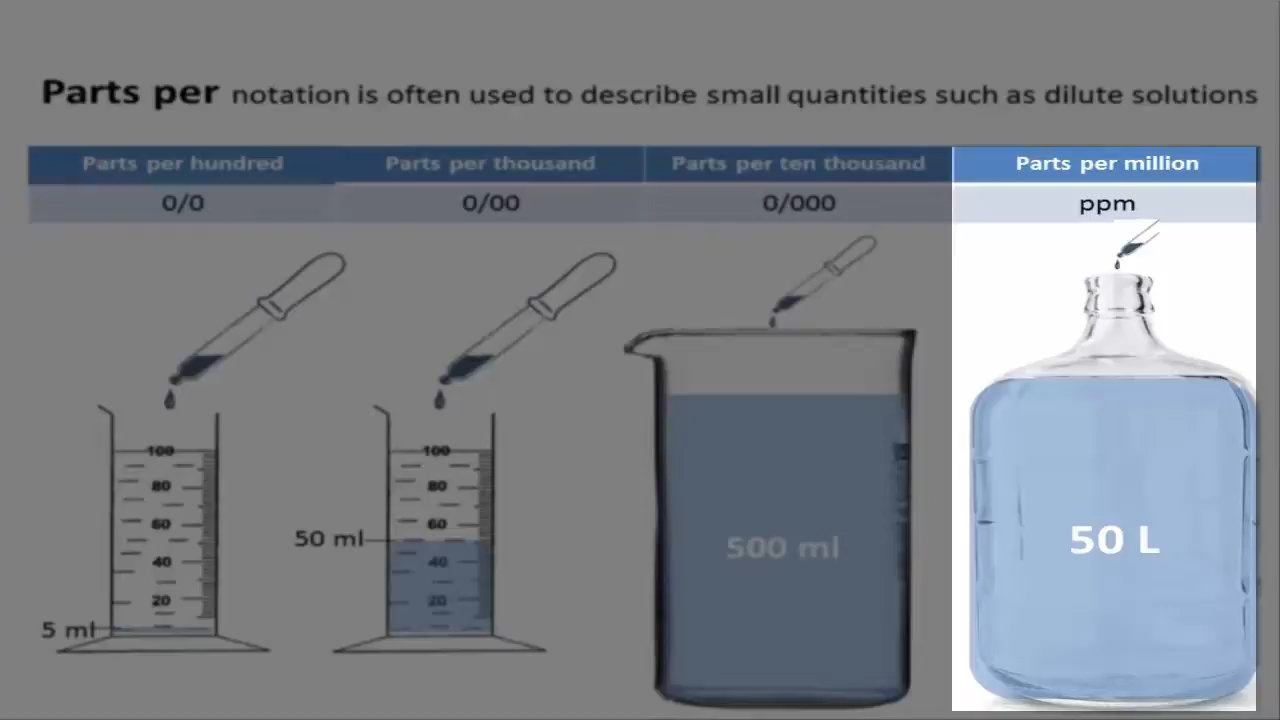 Parts per notation is often used to describe small quantities such as dilute solutions
Parts per hundred Parts per thousand Parts per ten thousand Parts per million
0/0 0/00 0/000 ppm
100 100
80 80
60 60
50 ml 500 ml 50 L
40 40
20 20
5 ml